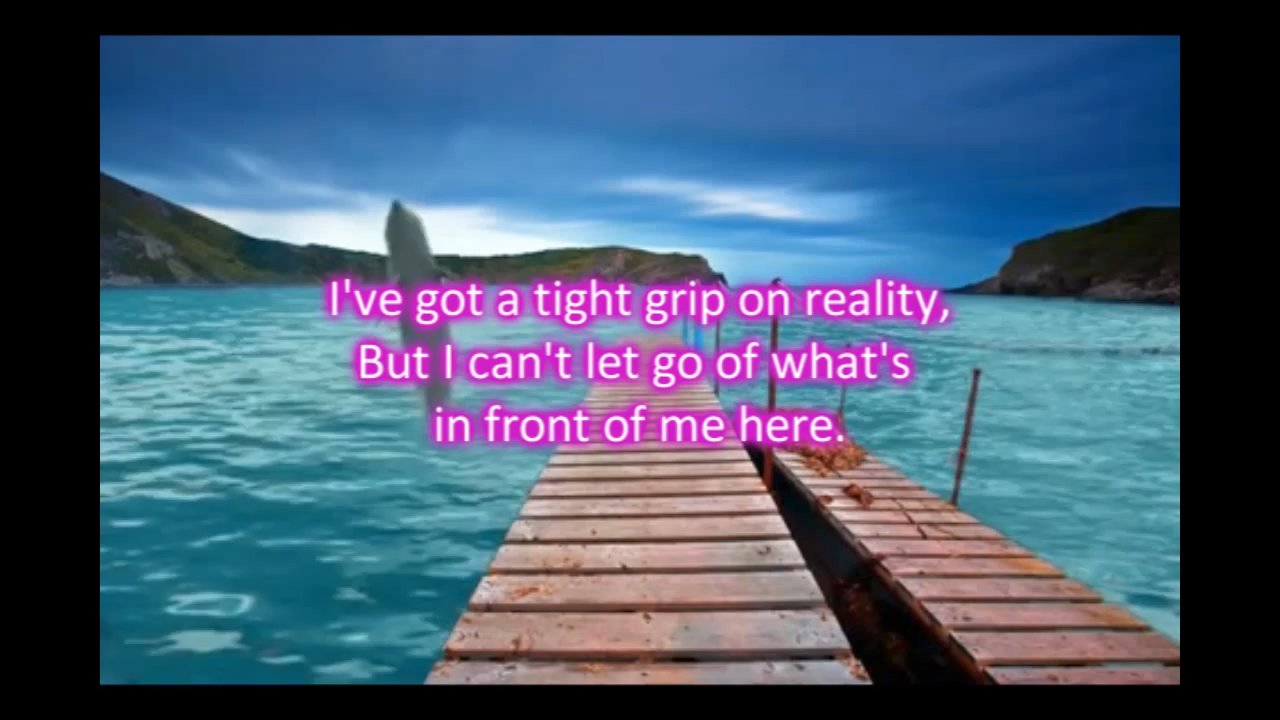 I've got a tight grip on reality,
But I can't let go of what's
in front of me here.